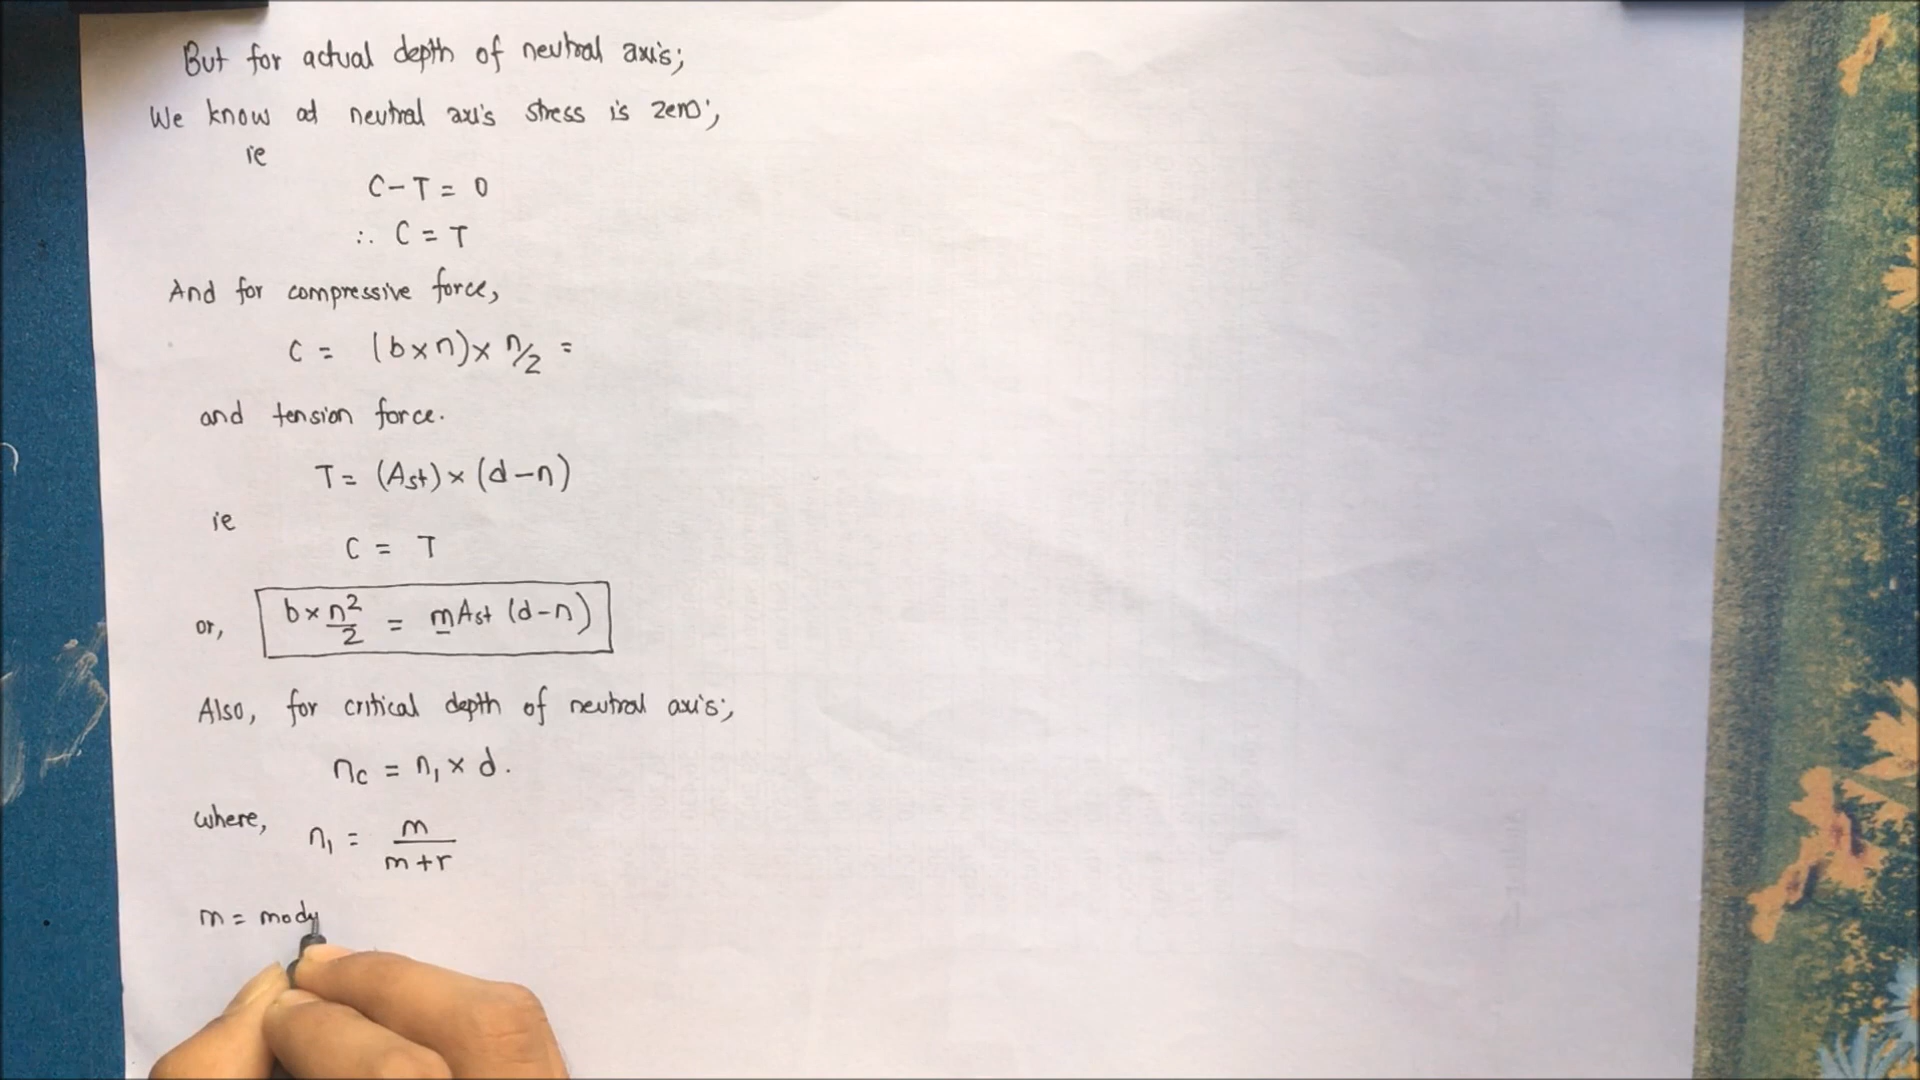 But for actual depth of neutral axis;
We know at neutral axis stress is zero;
ie
C - T = 0
∴ C = T
And for compressive force,
C = (b×n)× n/2 =
and tension force.
T = (Ast)×(d-n)
ie
C = T
or, b× n²/2 = mAst (d-n)
Also, for critical depth of neutral axis;
nc = n₁ × d.
where, n₁ = m/(m+r)
m = modu